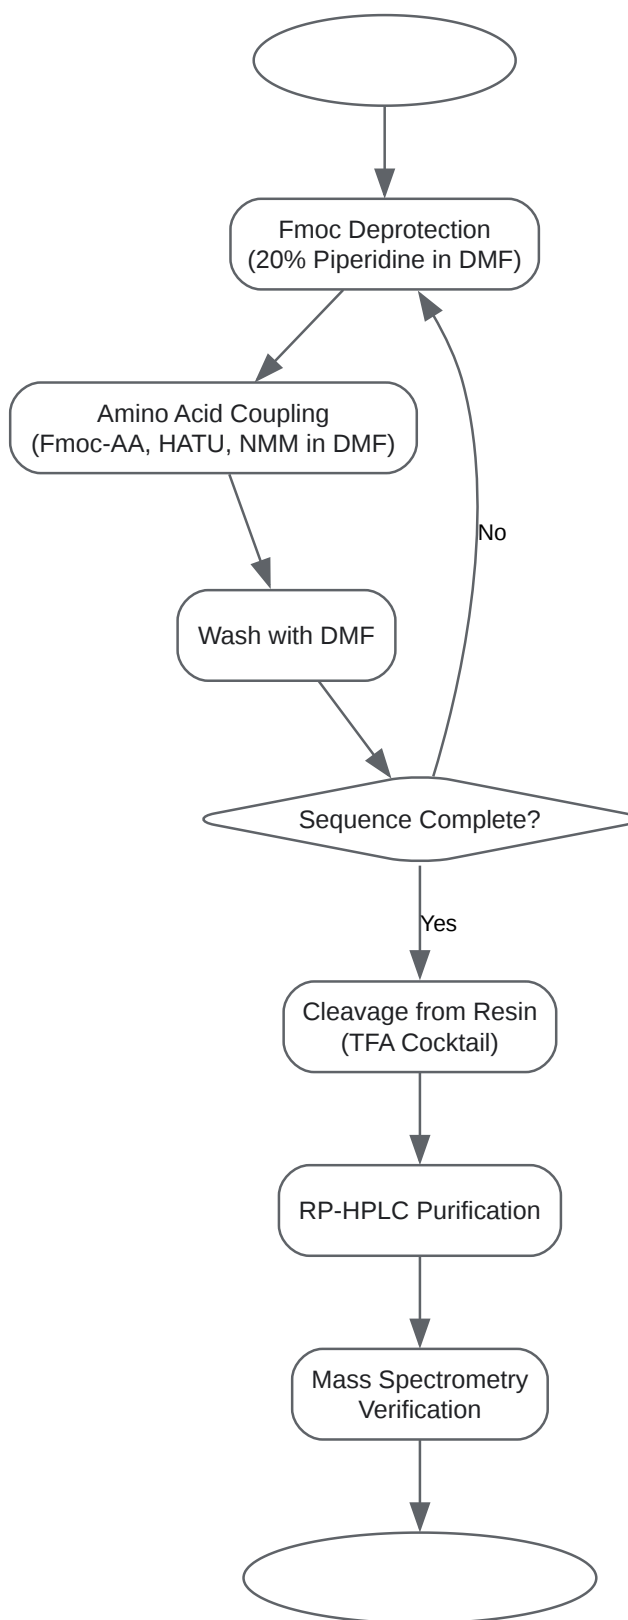 Fmoc Deprotection
(20% Piperidine in DMF)
Amino Acid Coupling
(Fmoc-AA, HATU, NMM in DMF)
No
Wash with DMF
Sequence Complete?
Yes
Cleavage from Resin
(TFA Cocktail)
RP-HPLC Purification
Mass Spectrometry
Verification